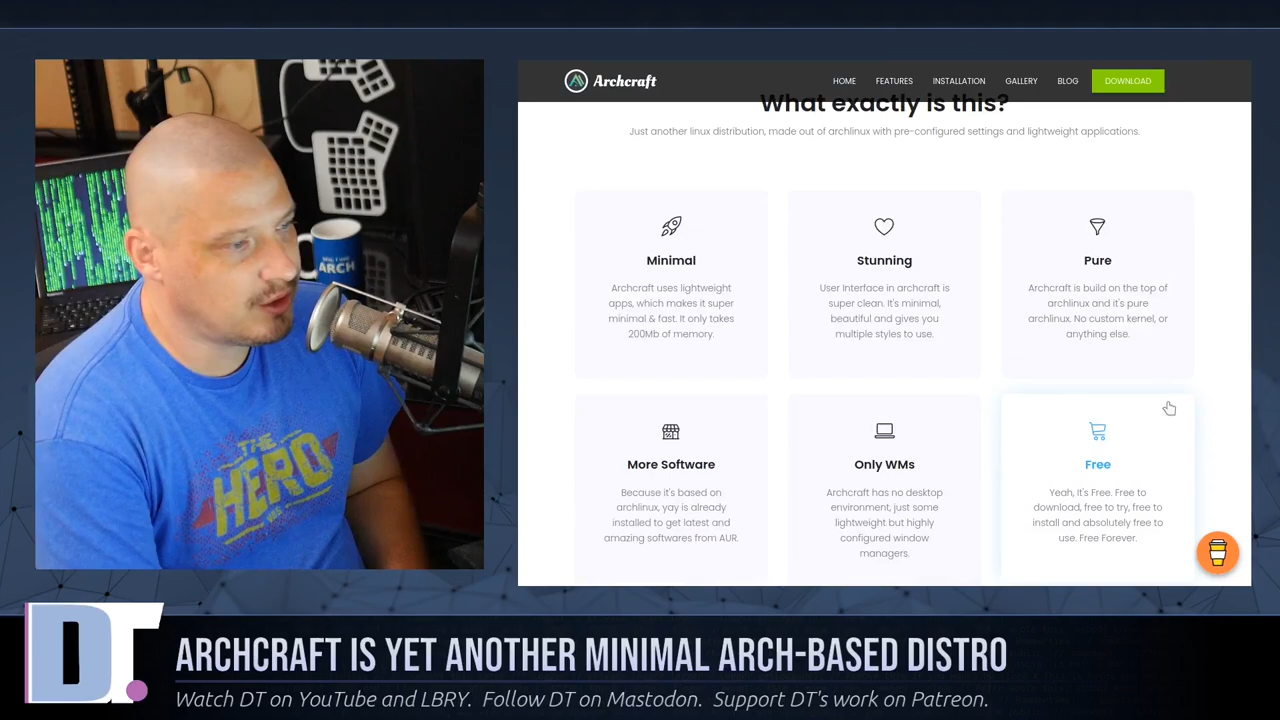 Archcraft
HOME FEATURES INSTALLATION GALLERY BLOG DOWNLOAD
What exactly is this?
Just another linux distribution, made out of archlinux with pre-configured settings and lightweight applications.
Minimal
Archcraft uses lightweight
apps, which makes it super
minimal & fast. It only takes
200Mb of memory.
Stunning
User Interface in archcraft is
super clean. It's minimal,
beautiful and gives you
multiple styles to use.
Pure
Archcraft is build on the top of
archlinux and it's pure
archlinux. No custom kernel, or
anything else.
More Software
Because it's based on
archlinux, yay is already
installed to get latest and
amazing softwares from AUR.
Only WMs
Archcraft has no desktop
environment, just some
lightweight but highly
configured window
managers.
Free
Yeah, It's Free. Free to
download, free to try, free to
install and absolutely free to
use. Free Forever.
ARCH
THE
HERO
DT
ARCHCRAFT IS YET ANOTHER MINIMAL ARCH-BASED DISTRO
Watch DT on YouTube and LBRY. Follow DT on Mastodon. Support DT's work on Patreon.